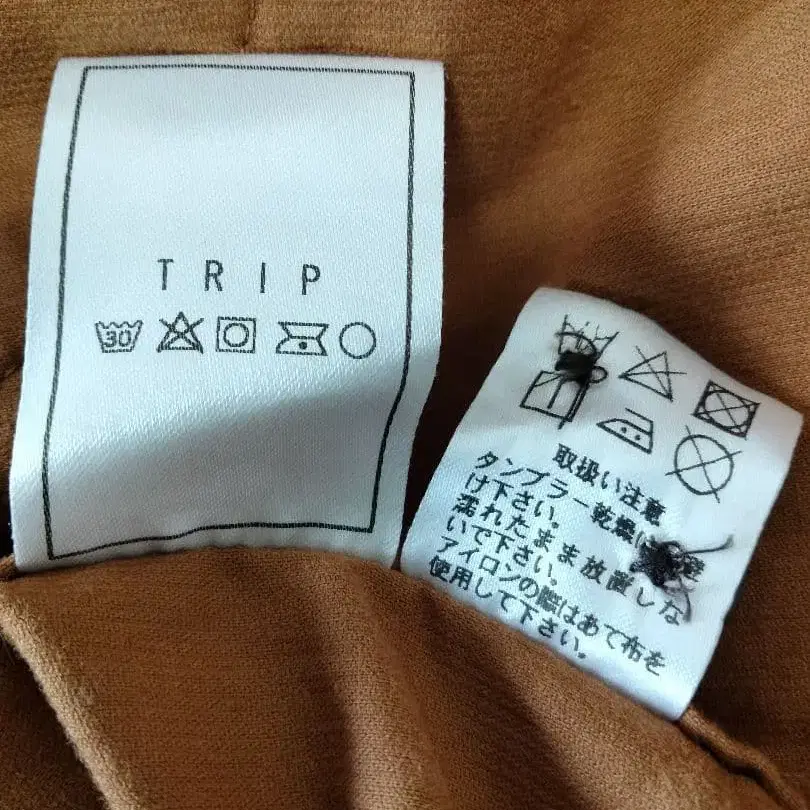 TRIP
30
取扱い注意
タンブラー乾燥は
け下さい。
濡れたまま放置しな
いで下さい。
アイロンの際はあて布を
使用して下さい。